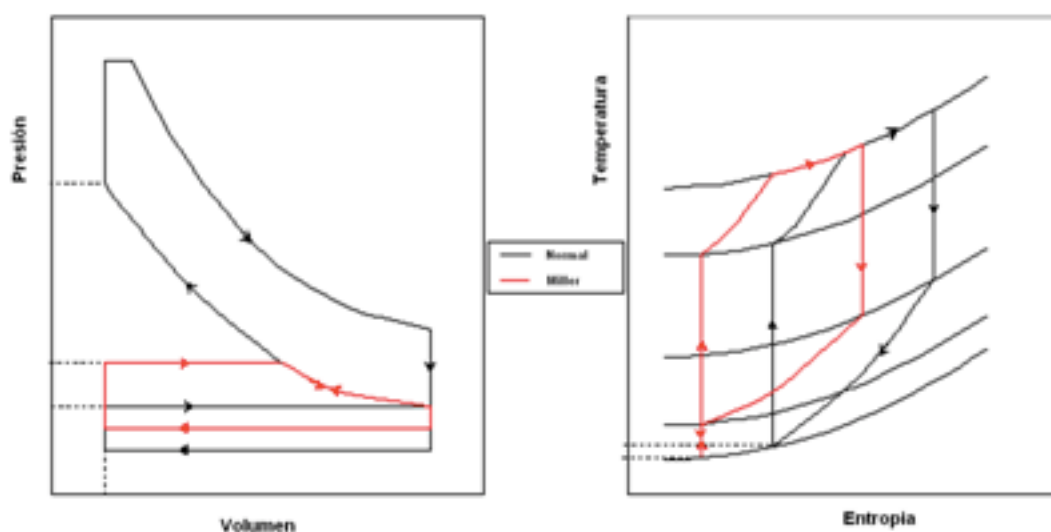 Presión
Volumen
Normal
Miller
Temperatura
Entropia